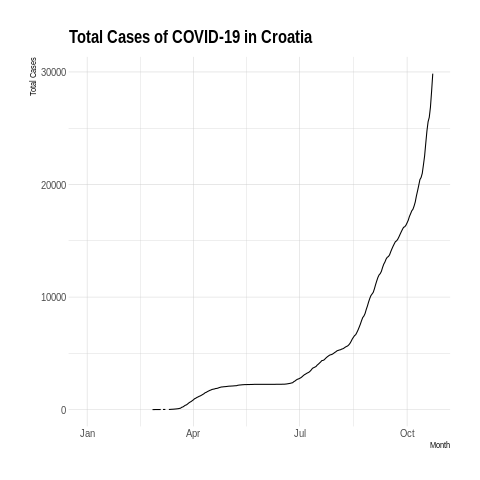 Total Cases of COVID-19 in Croatia
Total Cases
30000
20000
10000
0
Jan Apr Jul Oct
Month